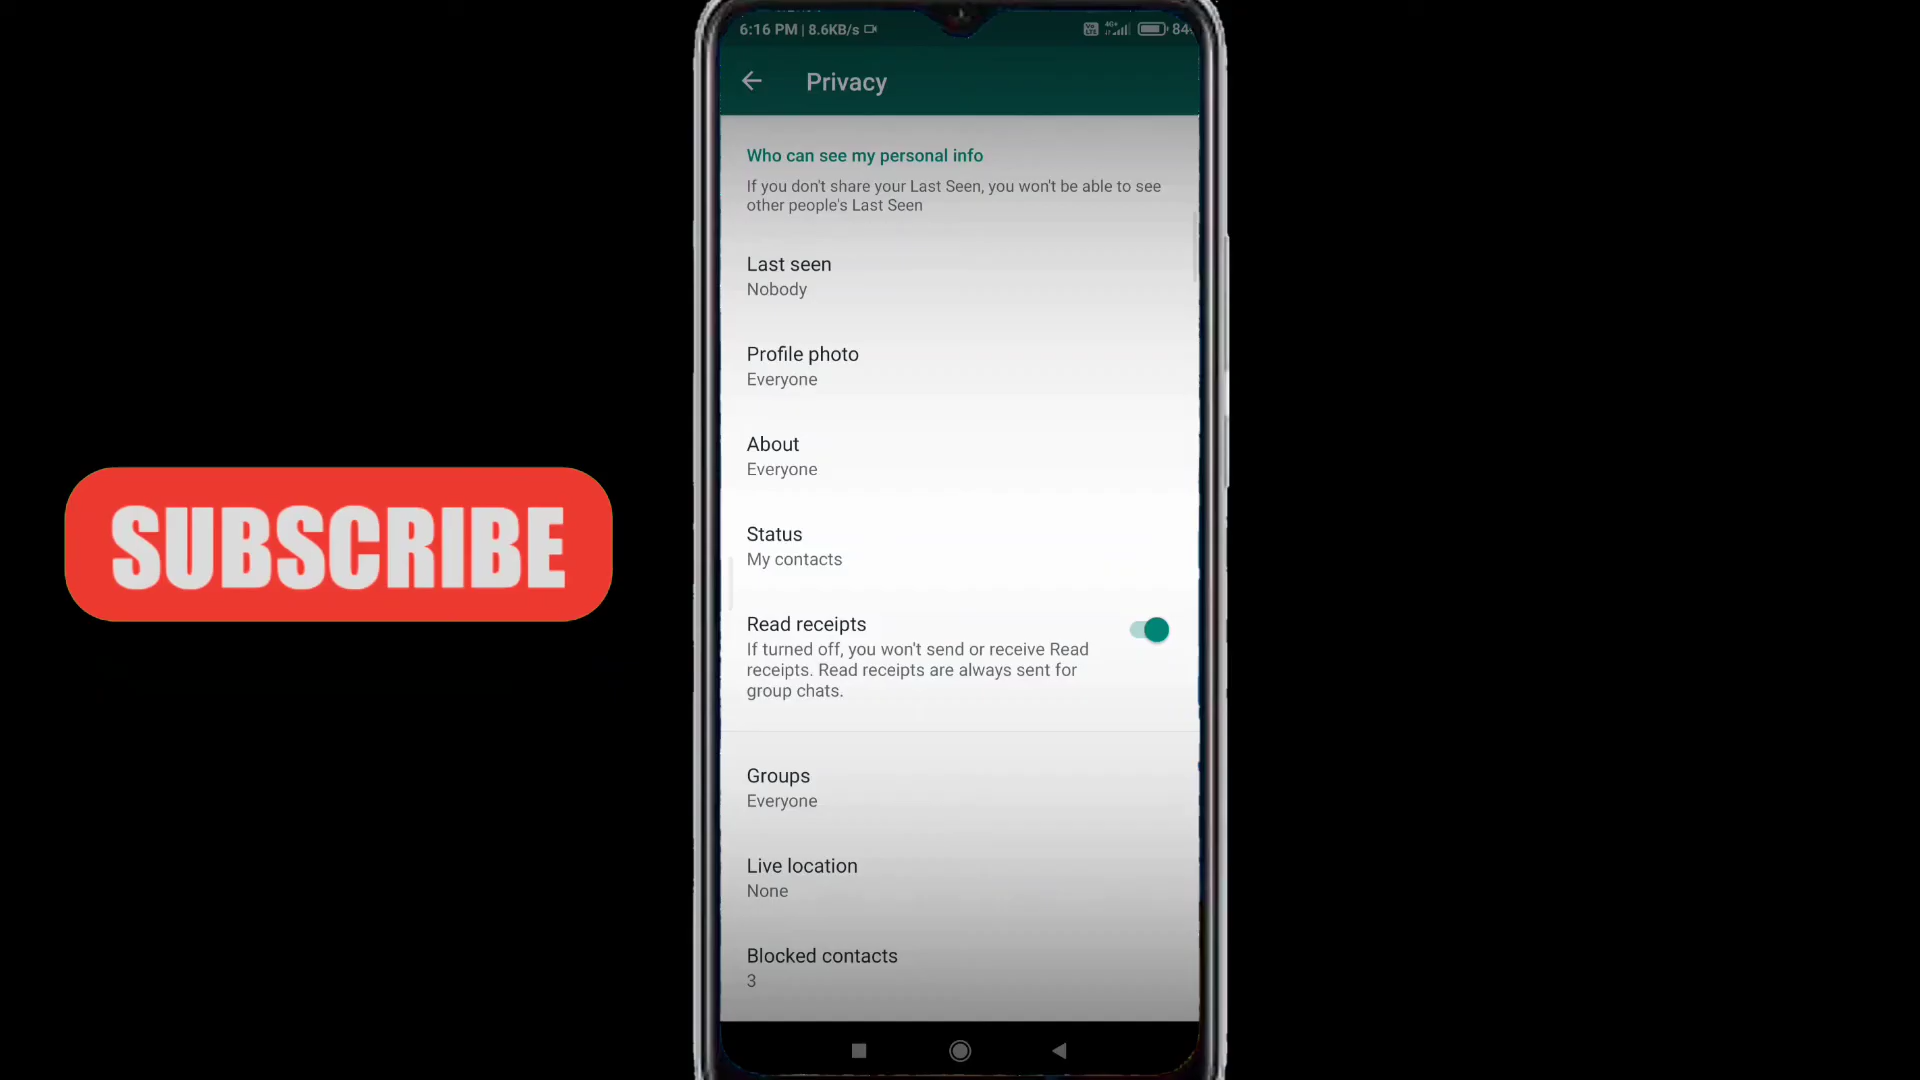 6:16 PM | 8.6KB/s
4G+
84
Privacy
Who can see my personal info
If you don't share your Last Seen, you won't be able to see
other people's Last Seen
Last seen
Nobody
Profile photo
Everyone
About
Everyone
Status
My contacts
SUBSCRIBE
Read receipts
If turned off, you won't send or receive Read
receipts. Read receipts are always sent for
group chats.
Groups
Everyone
Live location
None
Blocked contacts
3